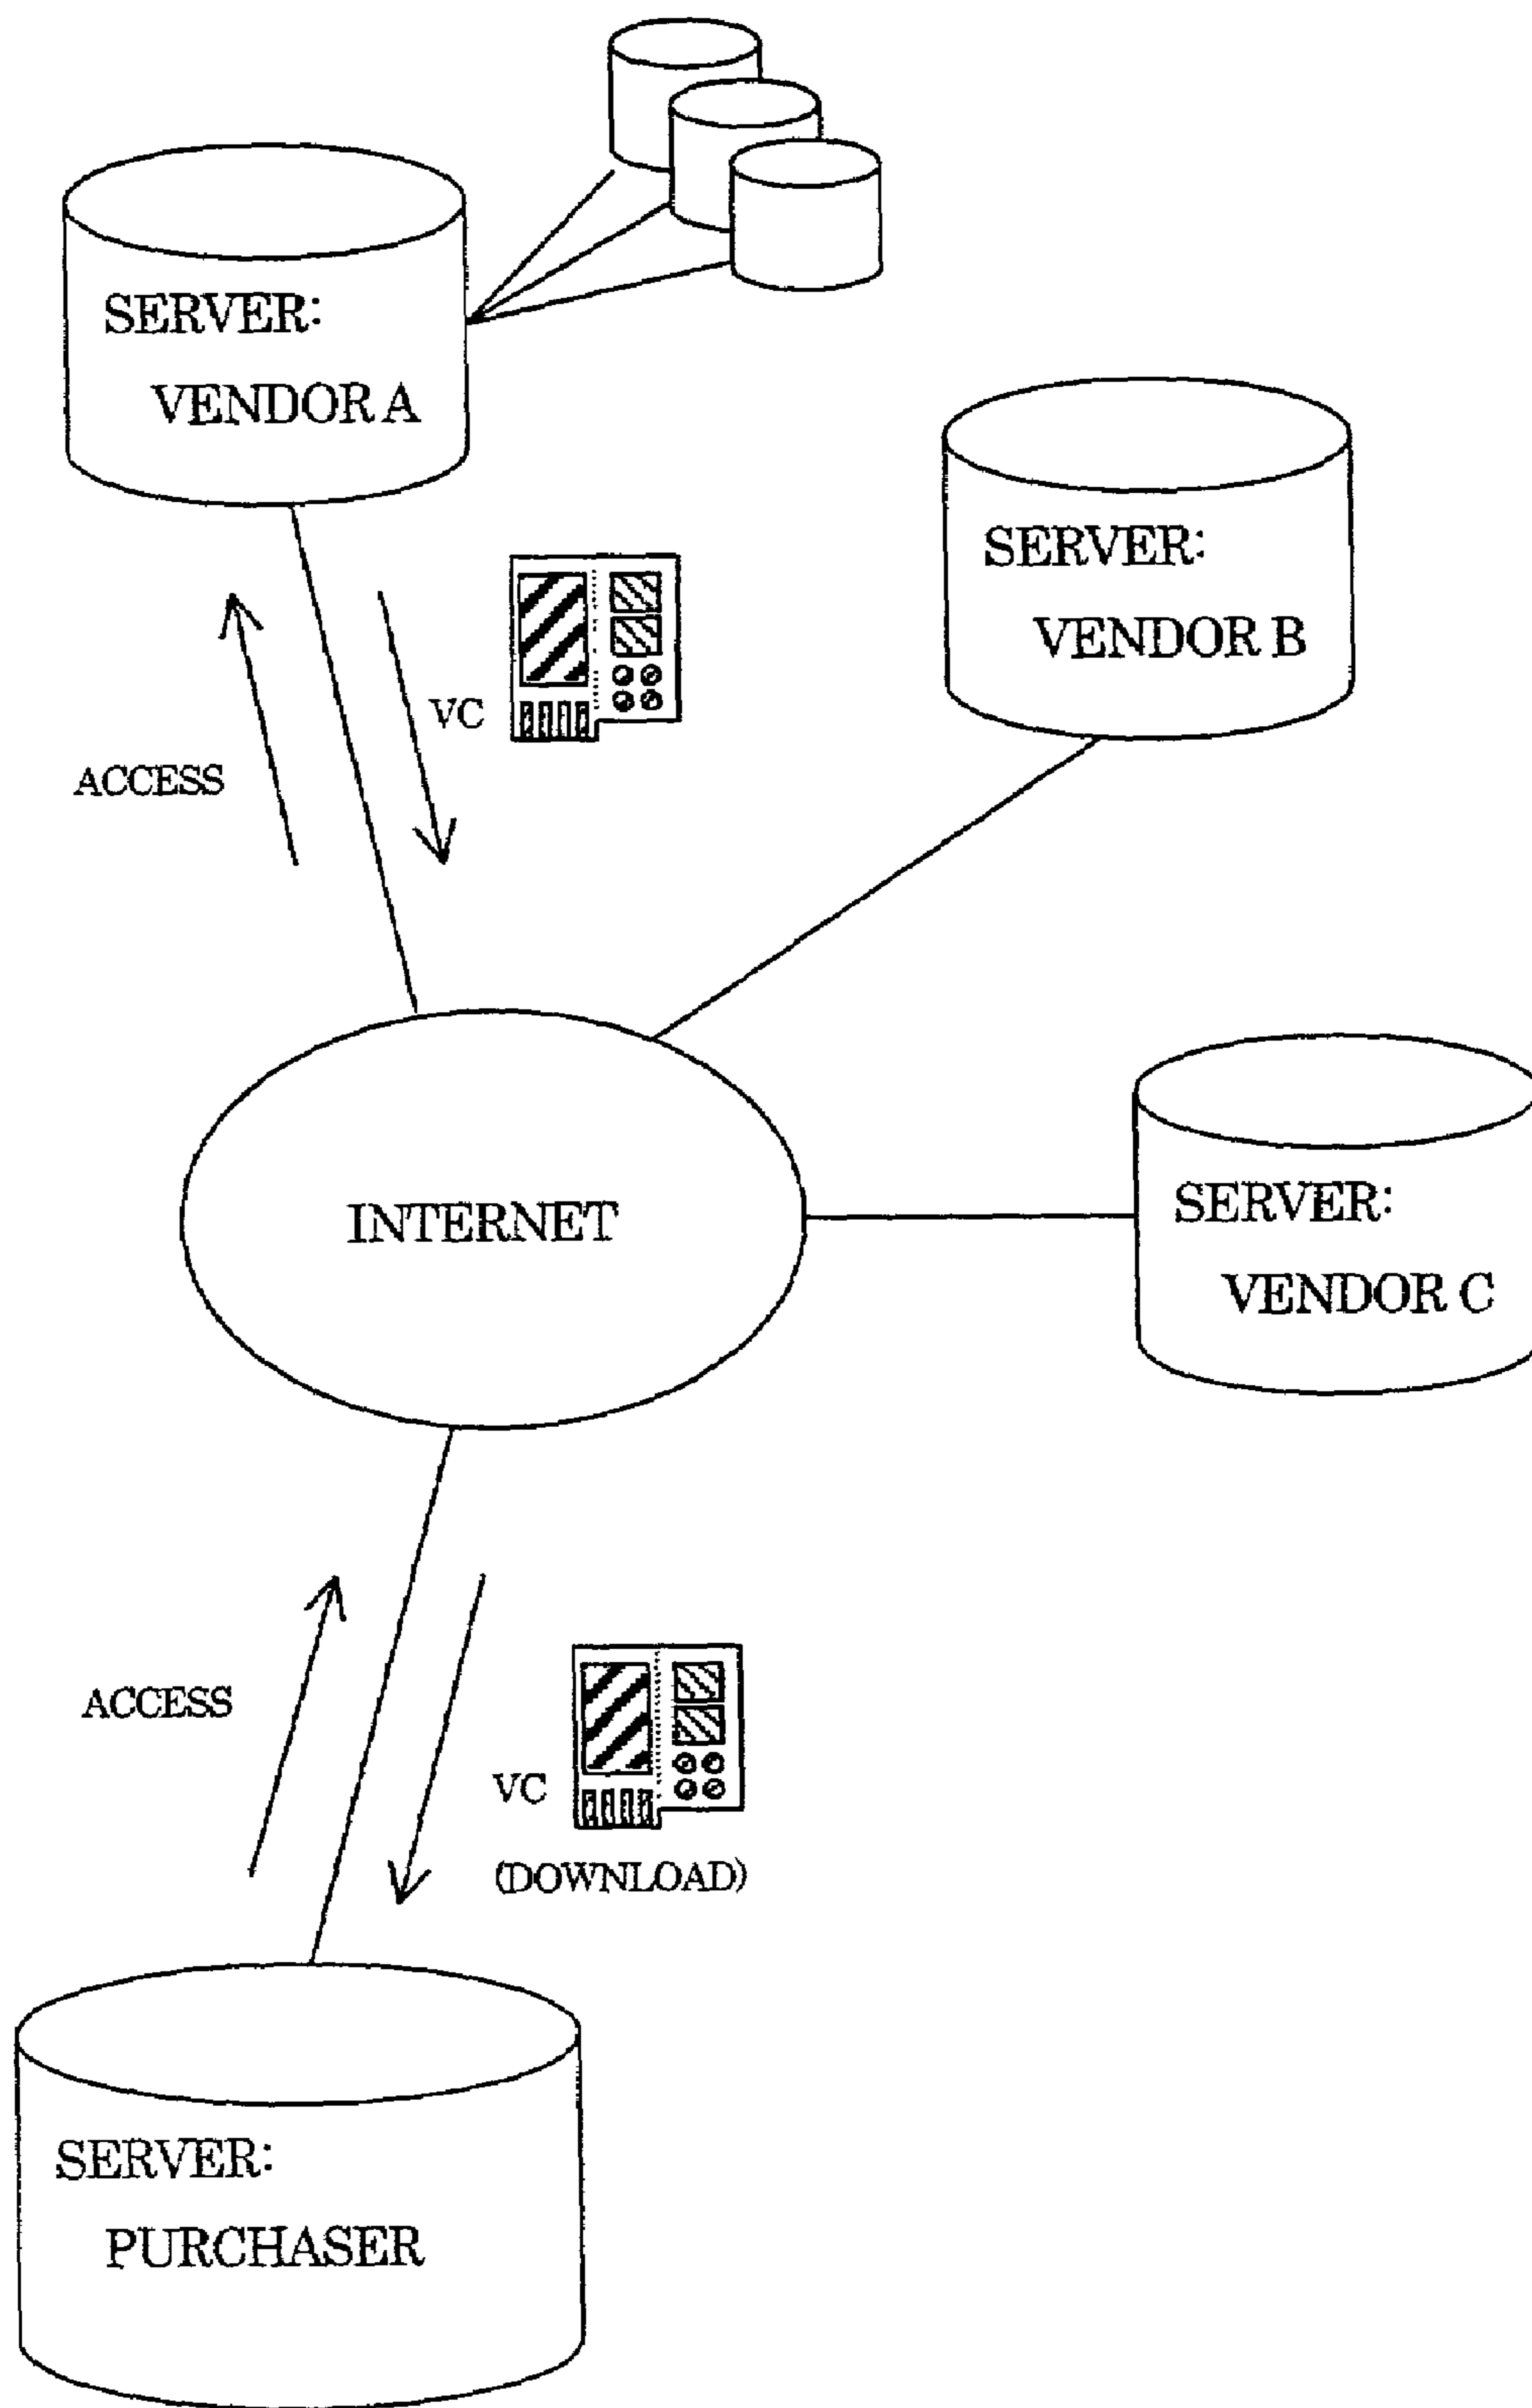 SERVER:
VENDOR A
SERVER:
VENDOR B
VC
ACCESS
SERVER:
VENDOR C
INTERNET
ACCESS
VC
(DOWNLOAD)
SERVER:
PURCHASER